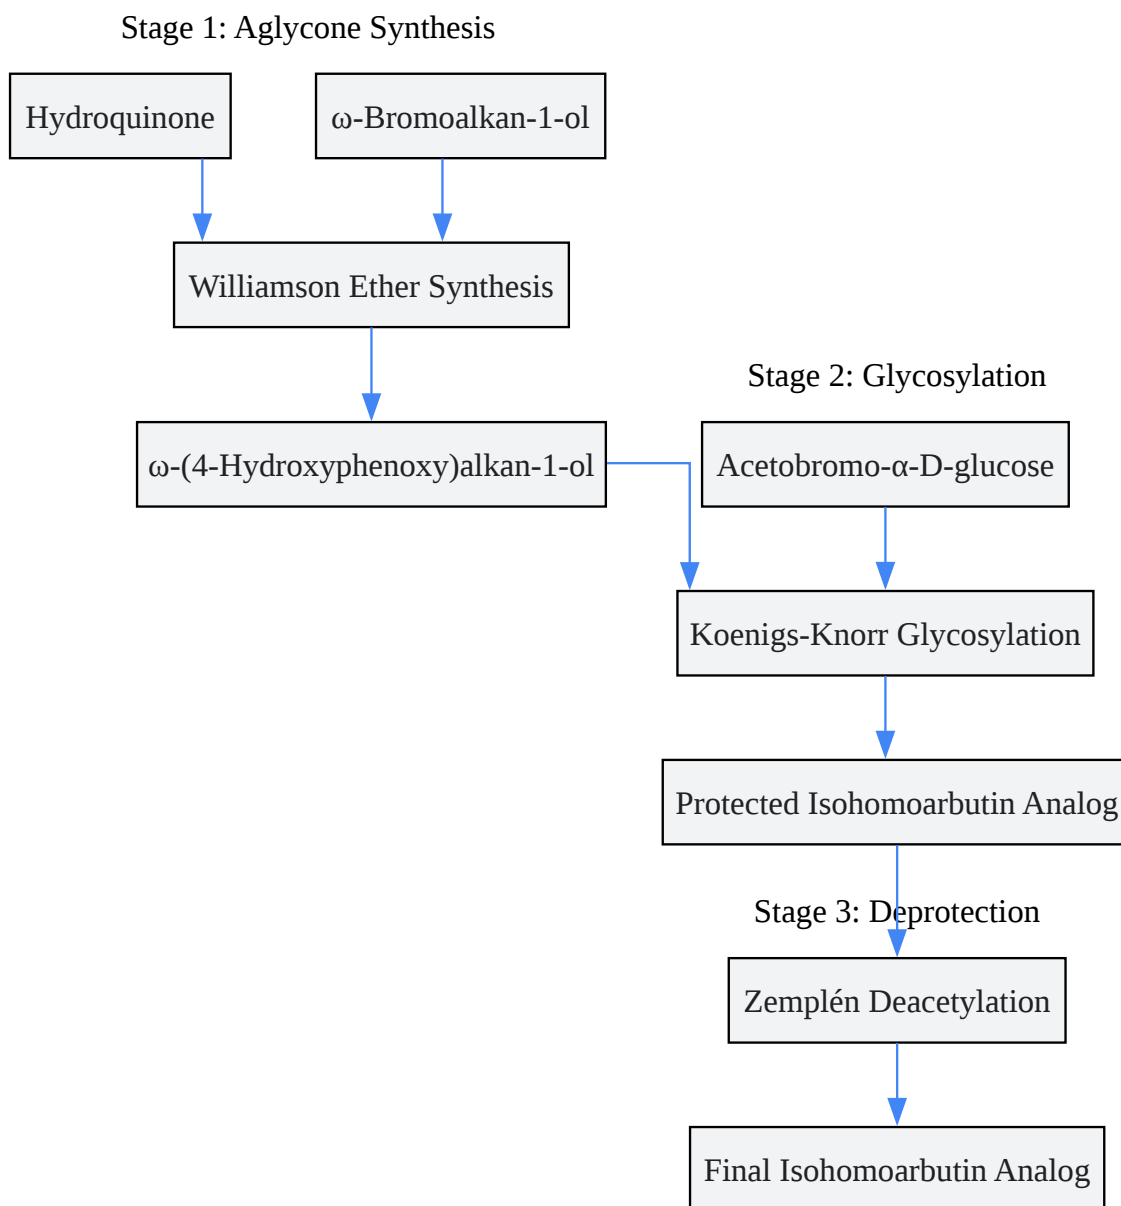 Stage 1: Aglycone Synthesis
Hydroquinone
ω-Bromoalkan-1-ol
Williamson Ether Synthesis
Stage 2: Glycosylation
ω-(4-Hydroxyphenoxy)alkan-1-ol
Acetobromo-α-D-glucose
Koenigs-Knorr Glycosylation
Protected Isohomoarbutin Analog
Stage 3: Deprotection
Zemplén Deacetylation
Final Isohomoarbutin Analog